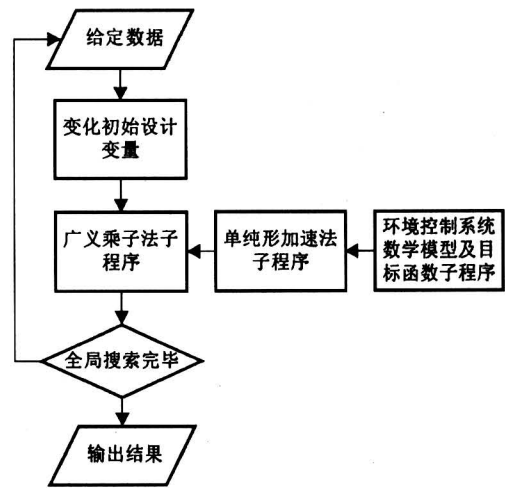 给定数据
变化初始设计
变量
广义乘子法子
程序
单纯形加速法
子程序
环境控制系统
数学模型及目
标函数子程序
全局搜索完毕
输出结果